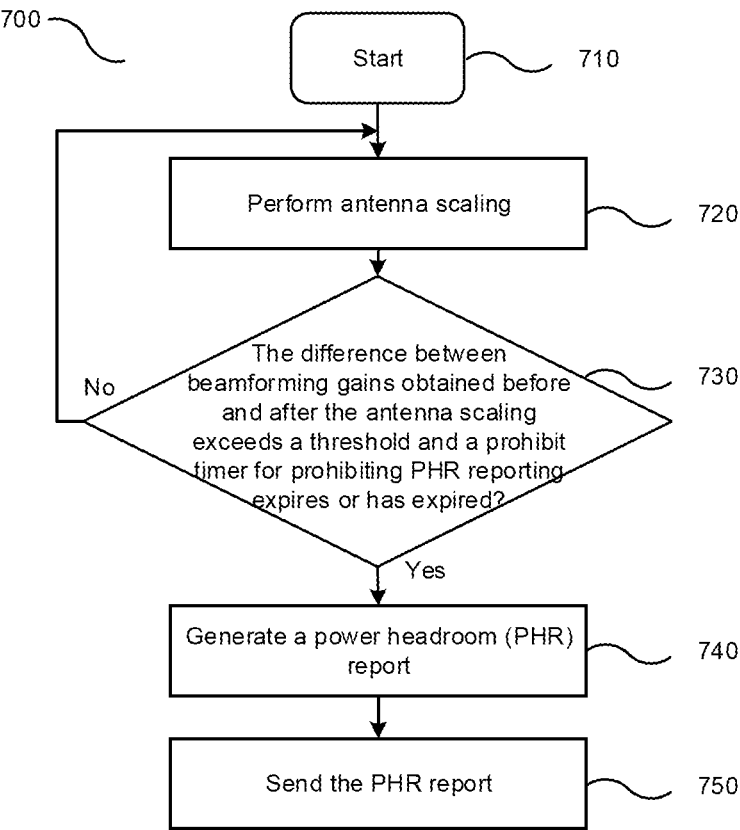 700
Start
710
Perform antenna scaling
720
The difference between
beamforming gains obtained before
and after the antenna scaling
exceeds a threshold and a prohibit
timer for prohibiting PHR reporting
expires or has expired?
730
No
Yes
Generate a power headroom (PHR)
report
740
Send the PHR report
750